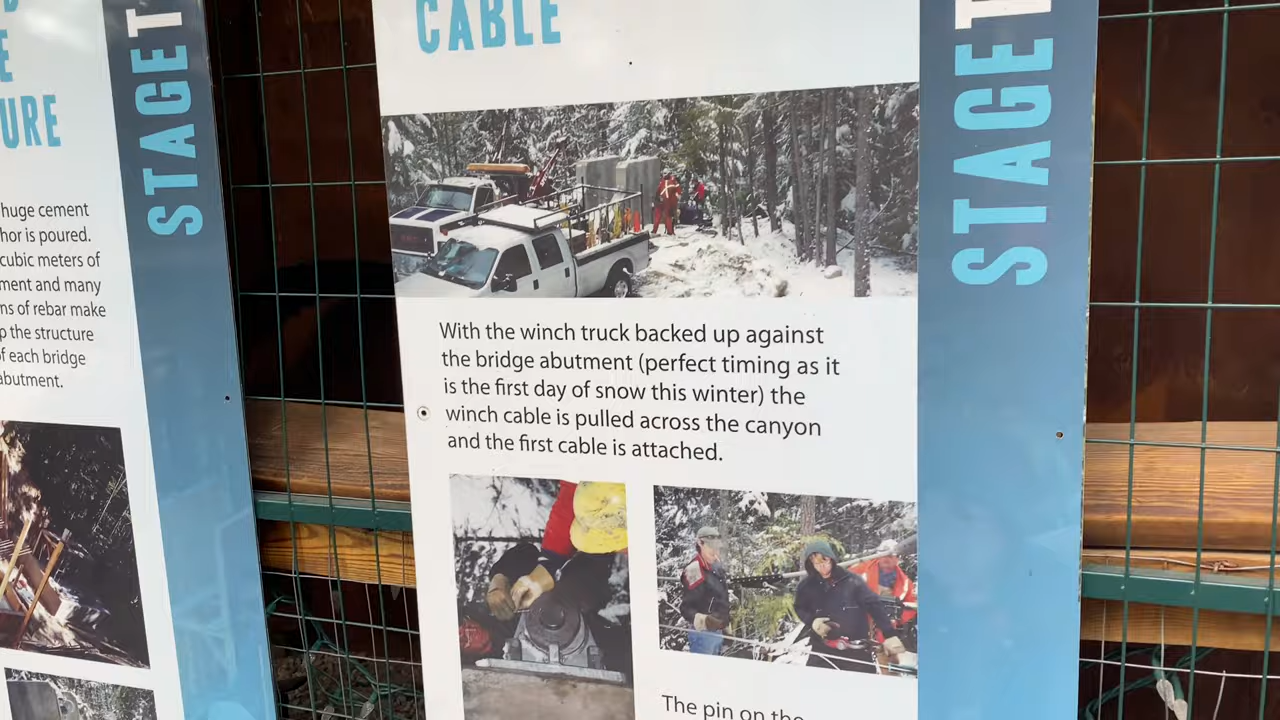 URE
huge cement
is poured.
cubic meters of
and many
of rebar make
the structure
of each bridge
abutment.
STAGE
CABLE
With the winch truck backed up against
the bridge abutment (perfect timing as it
is the first day of snow this winter) the
winch cable is pulled across the canyon
and the first cable is attached.
The pin on the
STAGE